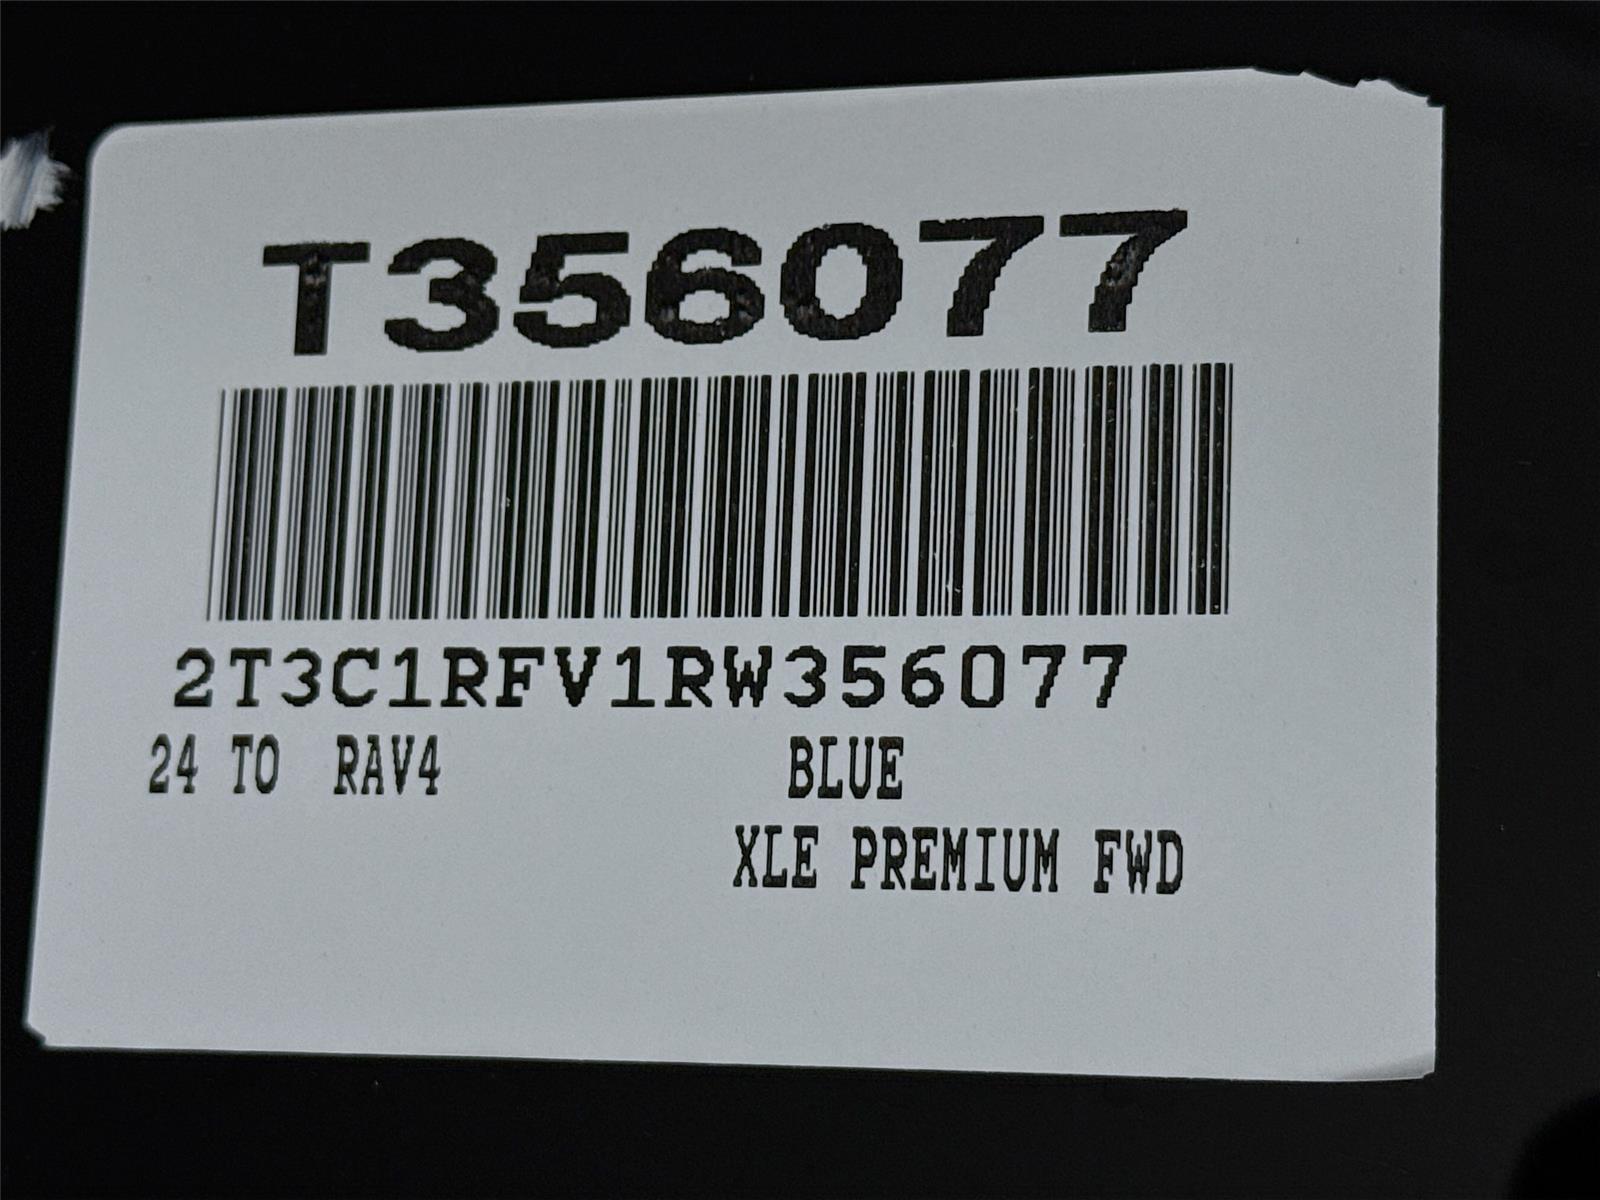 T356077
2T3C1RFV1RW356077
24 TO RAV4 BLUE
XLE PREMIUM FWD